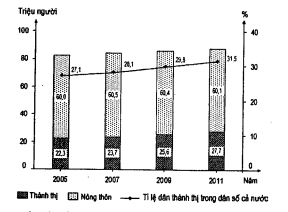 Triệu người %
100 40
80 30
60 20
40 10
20 0
0
27,1 28,1 29,8 31,5
60,0 60,5 60,4 60,1
22,3 23,7 25,6 27,7
2005 2007 2009 2011 Năm
Thành thị Nông thôn Tỉ lệ dân thành thị trong dân số cả nước